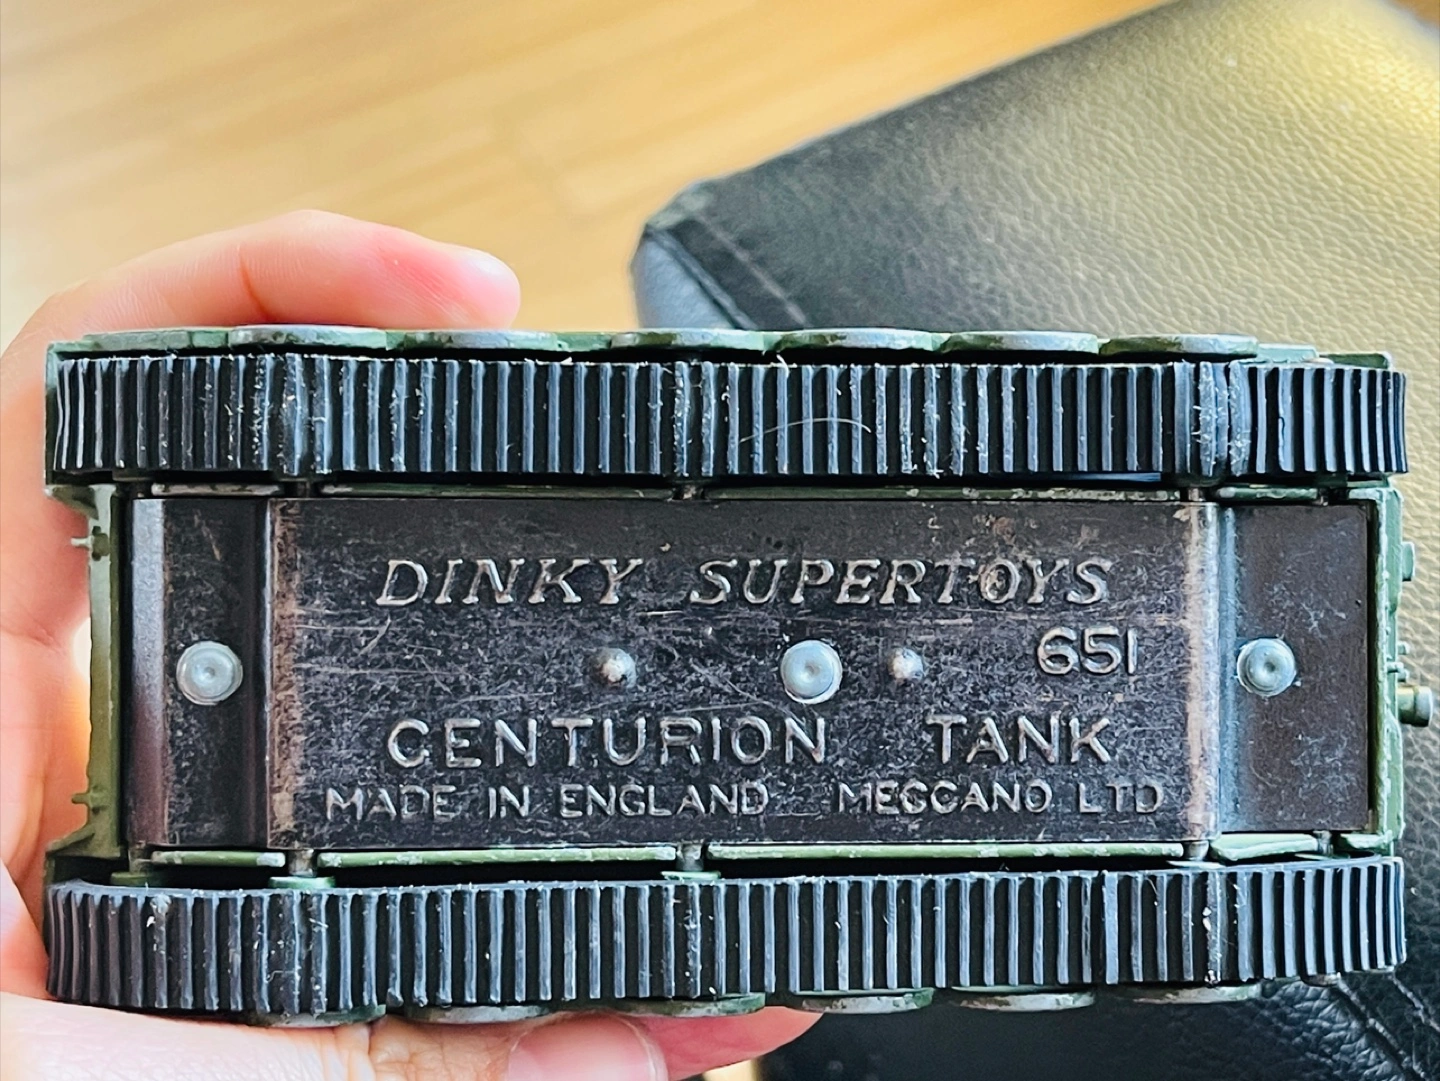 DINKY SUPERTOYS
651
CENTURION TANK
MADE IN ENGLAND MECCANO LTD